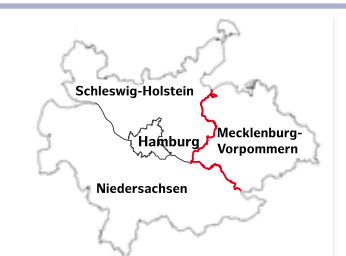 Schleswig-Holstein
Hamburg
Mecklenburg-
Vorpommern
Niedersachsen